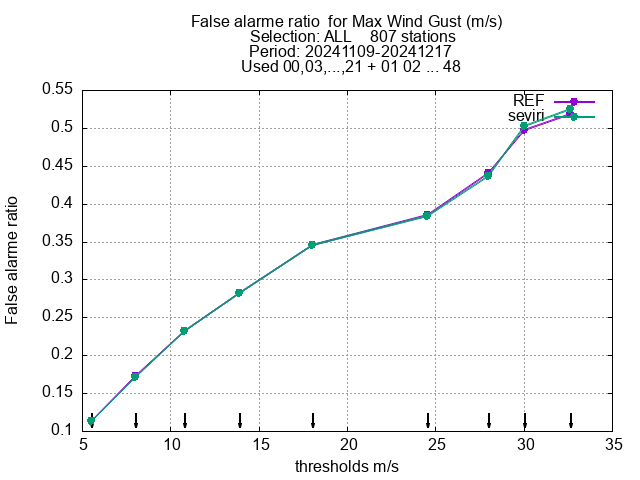 False alarme ratio  for Max Wind Gust (m/s)
Selection: ALL    807 stations
Period: 20241109-20241217
Used 00,03,...,21 + 01 02 ... 48
0.55
0.5
0.45
0.4
0.35
0.3
0.25
0.2
0.15
0.1
False alarme ratio
REF
seviri
5 10 15 20 25 30 35
thresholds m/s